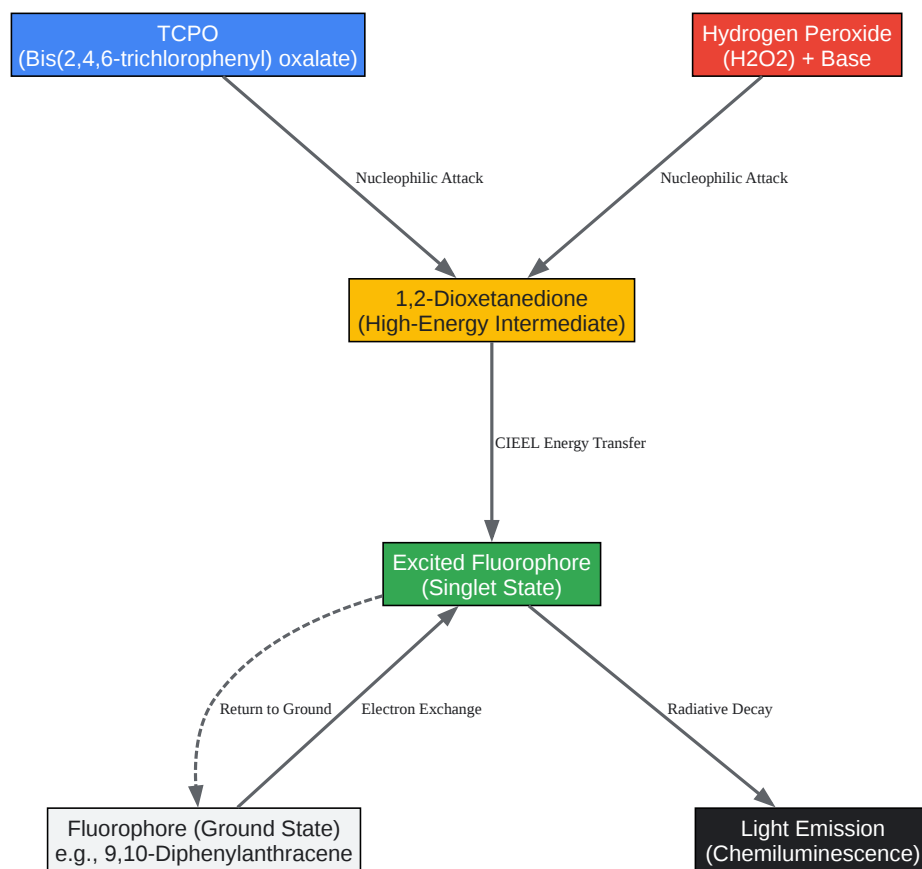 TCPO
(Bis(2,4,6-trichlorophenyl) oxalate)
Hydrogen Peroxide
(H2O2) + Base
Nucleophilic Attack
Nucleophilic Attack
1,2-Dioxetanedione
(High-Energy Intermediate)
CIEEL Energy Transfer
Excited Fluorophore
(Singlet State)
Return to Ground
Electron Exchange
Radiative Decay
Fluorophore (Ground State)
e.g., 9,10-Diphenylanthracene
Light Emission
(Chemiluminescence)